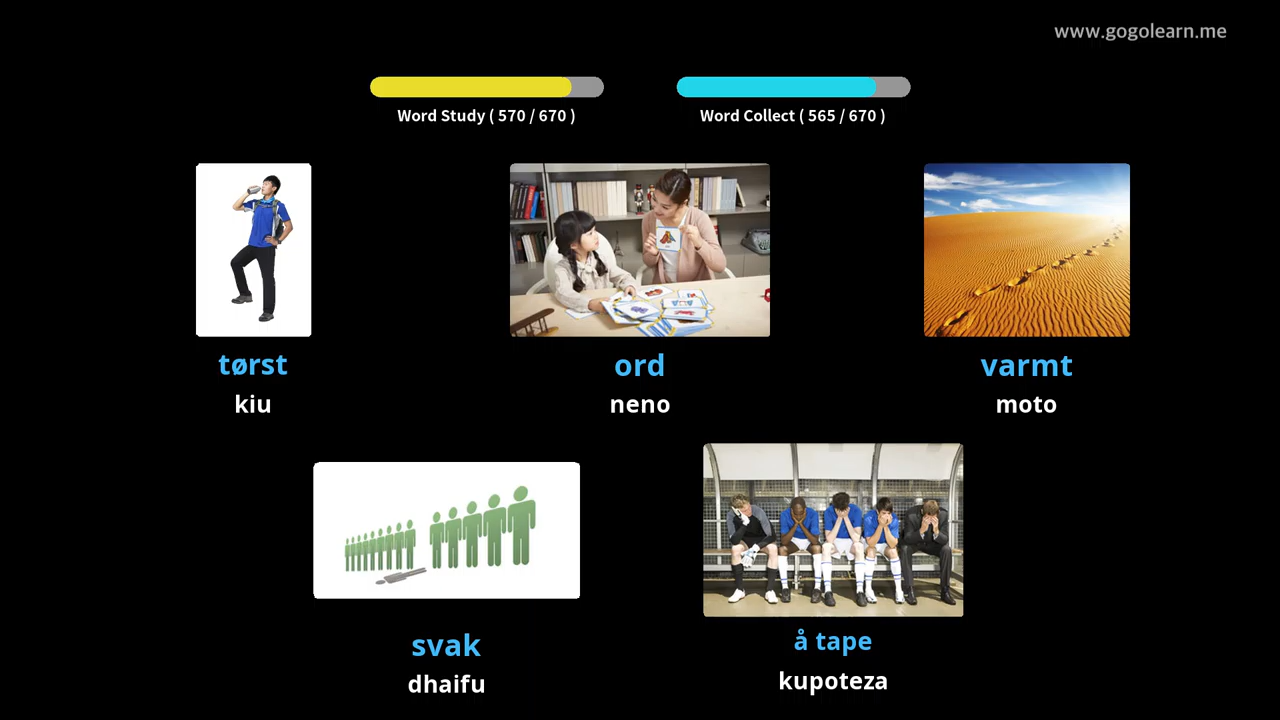 www.gogolearn.me
Word Study ( 570 / 670 )
Word Collect ( 565 / 670 )
tørst
kiu
ord
neno
varmt
moto
svak
dhaifu
å tape
kupoteza